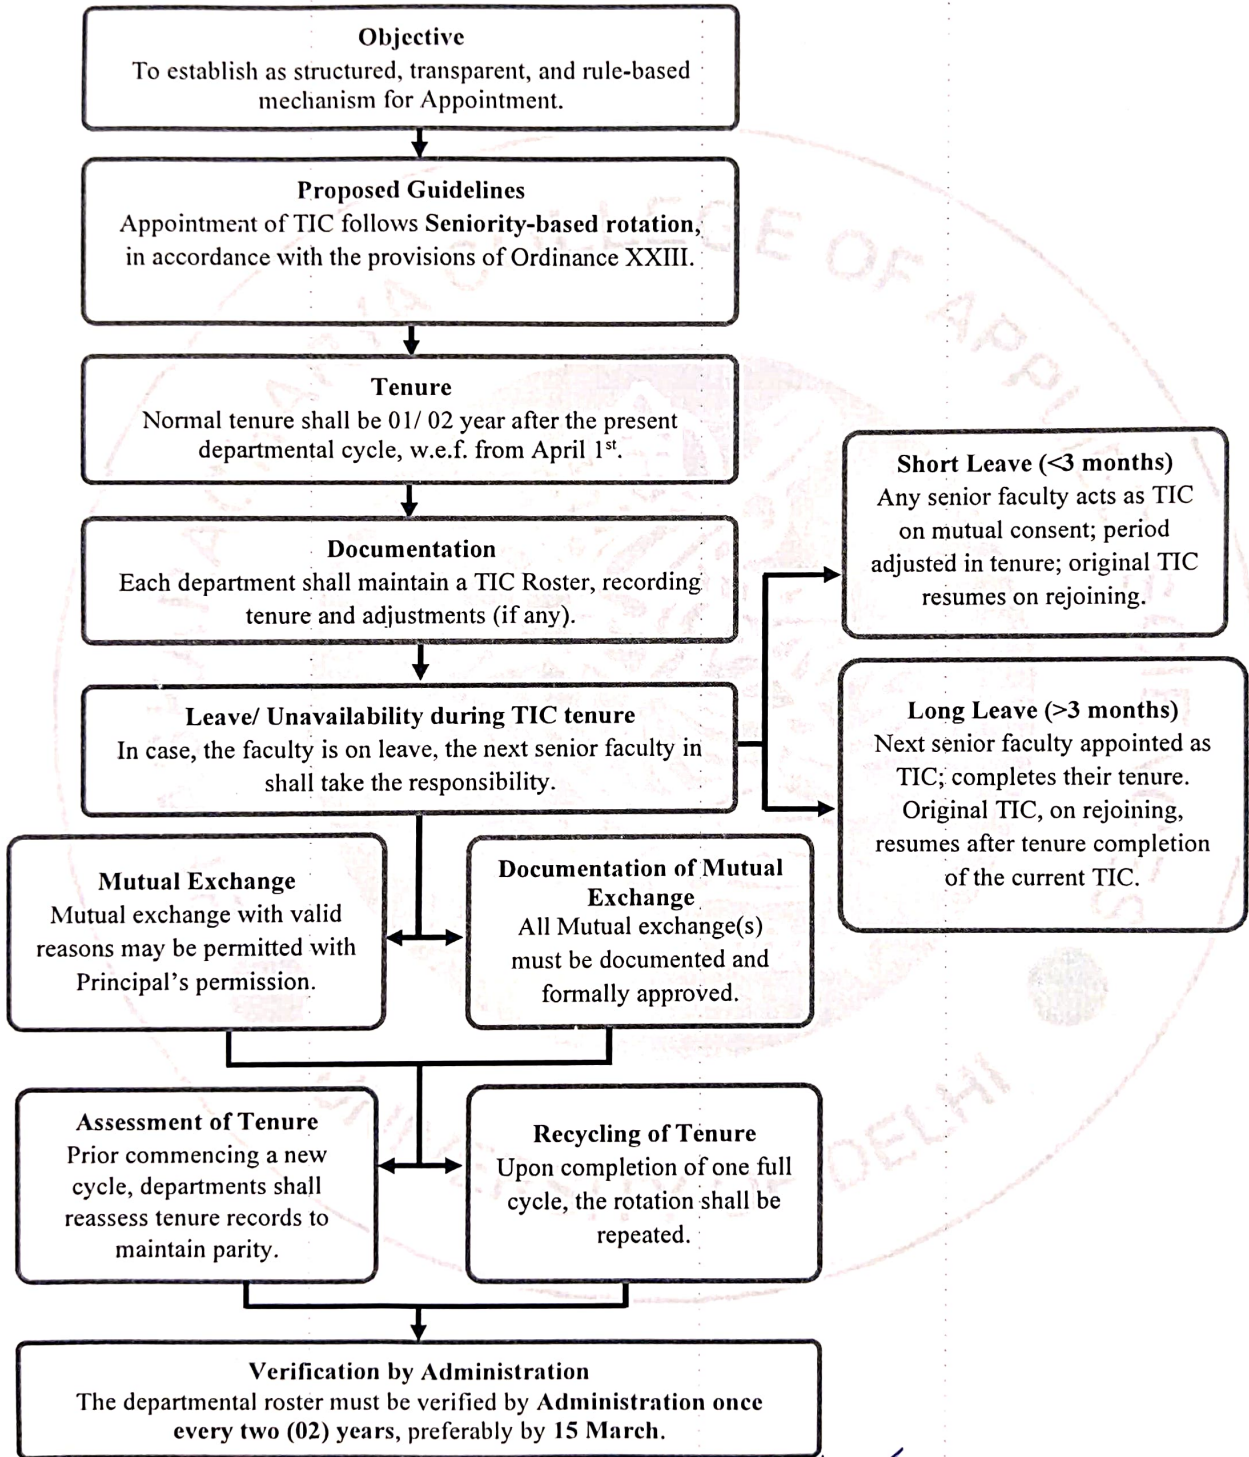 Objective
To establish as structured, transparent, and rule-based
mechanism for Appointment.
Proposed Guidelines
Appointment of TIC follows Seniority-based rotation,
in accordance with the provisions of Ordinance XXIII.
Tenure
Normal tenure shall be 01/ 02 year after the present
departmental cycle, w.e.f. from April 1st.
Documentation
Each department shall maintain a TIC Roster, recording
tenure and adjustments (if any).
Leave/ Unavailability during TIC tenure
In case, the faculty is on leave, the next senior faculty in
shall take the responsibility.
Short Leave (<3 months)
Any senior faculty acts as TIC
on mutual consent; period
adjusted in tenure; original TIC
resumes on rejoining.
Long Leave (>3 months)
Next senior faculty appointed as
TIC; completes their tenure.
Original TIC, on rejoining,
resumes after tenure completion
of the current TIC.
Mutual Exchange
Mutual exchange with valid
reasons may be permitted with
Principal's permission.
Documentation of Mutual
Exchange
All Mutual exchange(s)
must be documented and
formally approved.
Assessment of Tenure
Prior commencing a new
cycle, departments shall
reassess tenure records to
maintain parity.
Recycling of Tenure
Upon completion of one full
cycle, the rotation shall be
repeated.
Verification by Administration
The departmental roster must be verified by Administration once
every two (02) years, preferably by 15 March.
COLLEGE OF APPLIED
UNIVERSITY OF DELHI